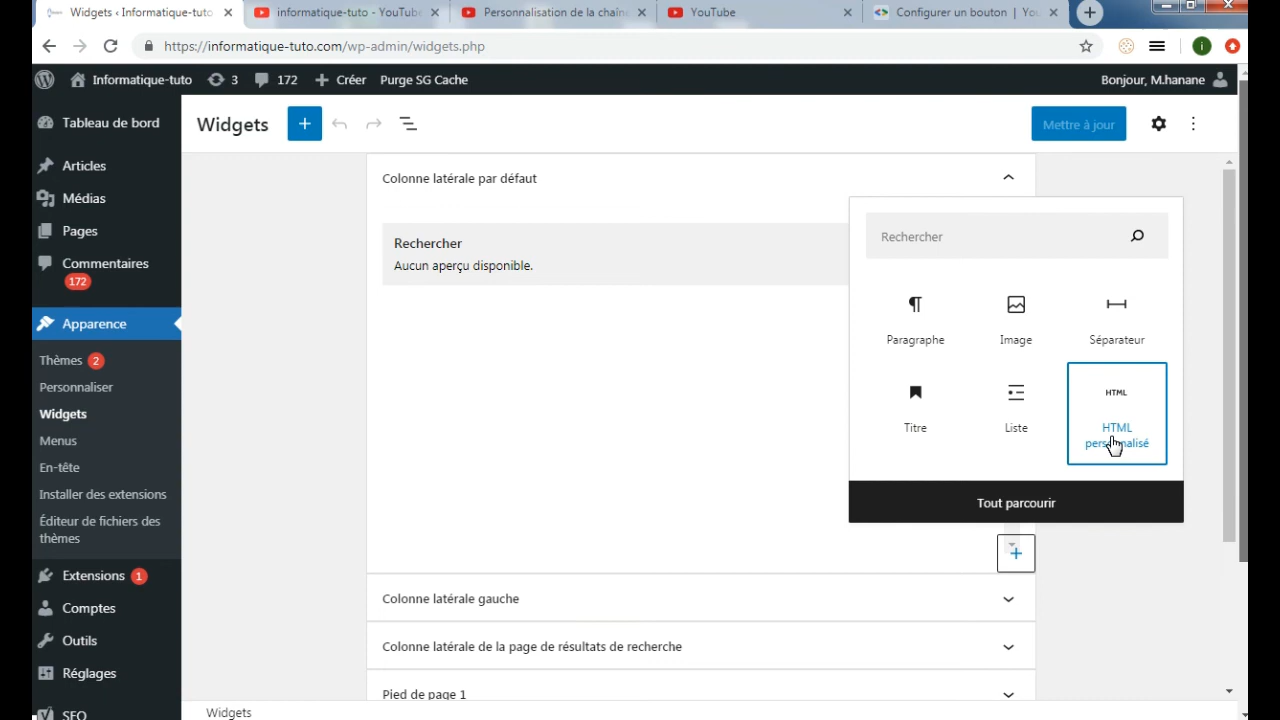 Widgets ‹ Informatique-tuto
informatique-tuto - YouTube
Personnalisation de la chaîne
YouTube
Configurer un bouton | You
https://informatique-tuto.com/wp-admin/widgets.php
i
Informatique-tuto
3
172
Créer
Purge SG Cache
Bonjour, M.hanane
Tableau de bord
Articles
Médias
Pages
Commentaires
172
Apparence
Thèmes 2
Personnaliser
Widgets
Menus
En-tête
Installer des extensions
Éditeur de fichiers des
thèmes
Extensions 1
Comptes
Outils
Réglages
SEO
Widgets
Mettre à jour
Colonne latérale par défaut
Rechercher
Aucun aperçu disponible.
Rechercher
Paragraphe
Image
Séparateur
Titre
Liste
HTML
HTML
personnalisé
Tout parcourir
Colonne latérale gauche
Colonne latérale de la page de résultats de recherche
Pied de page 1
Widgets